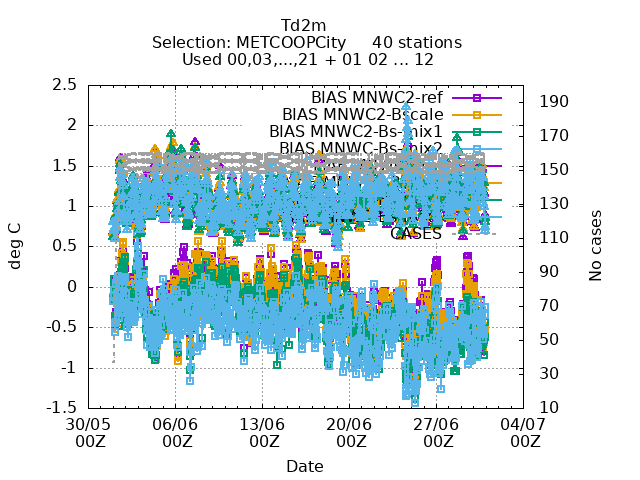 Td2m
Selection: METCOOPCity 40 stations
Used 00,03,...,21 + 01 02 ... 12
BIAS MNWC2-ref
BIAS MNWC2-Bscale
BIAS MNWC2-Bs-mix1
BIAS MNWC-Bs-mix2
CASES
2.5
2
1.5
1
0.5
0
-0.5
-1
-1.5
deg C
190
170
150
130
110
90
70
50
30
10
No cases
30/05 06/06 13/06 20/06 27/06 04/07
00Z 00Z 00Z 00Z 00Z 00Z
Date